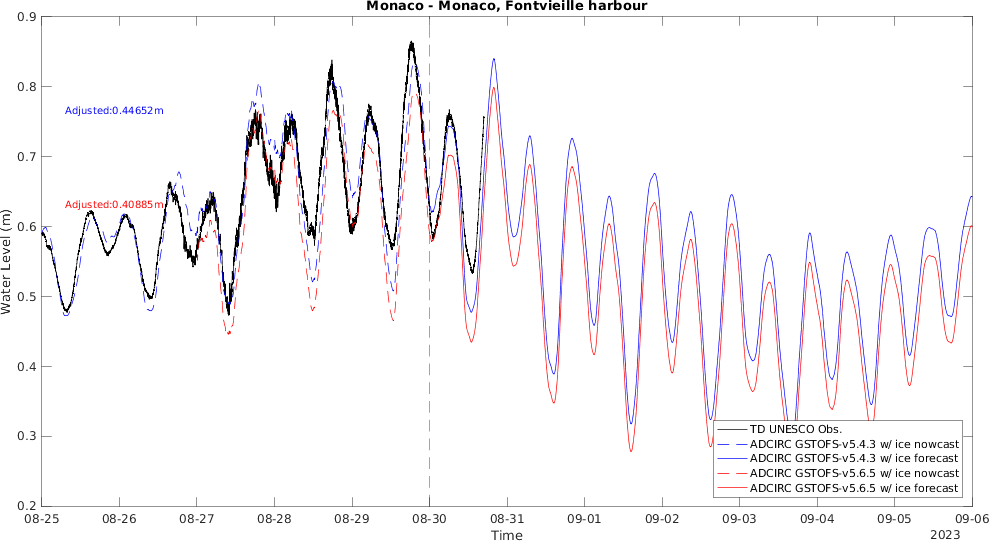 Monaco - Monaco, Fontvieille harbour
0.9
0.8
0.7
0.6
0.5
0.4
0.3
0.2
Water Level (m)
Adjusted:0.44652m
Adjusted:0.40885m
TD UNESCO Obs.
ADCIRC GSTOFS-v5.4.3 w/ ice nowcast
ADCIRC GSTOFS-v5.4.3 w/ ice forecast
ADCIRC GSTOFS-v5.6.5 w/ ice nowcast
ADCIRC GSTOFS-v5.6.5 w/ ice forecast
08-25 08-26 08-27 08-28 08-29 08-30 08-31 09-01 09-02 09-03 09-04 09-05 09-06
Time
2023